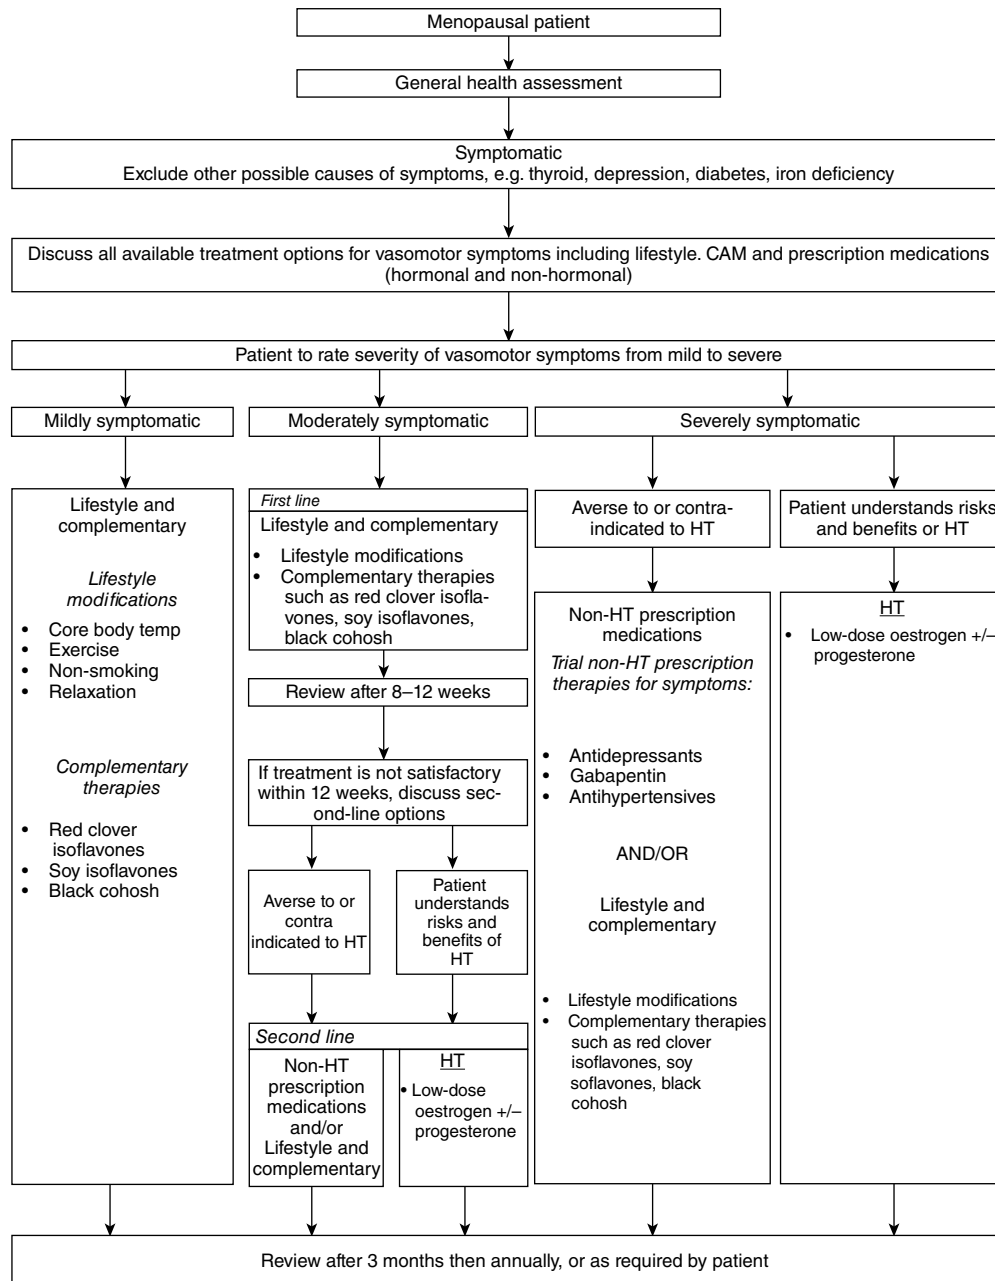 Menopausal patient
General health assessment
Symptomatic
Exclude other possible causes of symptoms, e.g. thyroid, depression, diabetes, iron deficiency
Discuss all available treatment options for vasomotor symptoms including lifestyle. CAM and prescription medications
(hormonal and non-hormonal)
Patient to rate severity of vasomotor symptoms from mild to severe
Mildly symptomatic
Lifestyle and
complementary
Lifestyle
modifications
• Core body temp
• Exercise
• Non-smoking
• Relaxation
Complementary
therapies
• Red clover
isoflavones
• Soy isoflavones
• Black cohosh
Moderately symptomatic
First line
Lifestyle and complementary
• Lifestyle modifications
• Complementary therapies
such as red clover isofla-
vones, soy isoflavones,
black cohosh
Review after 8–12 weeks
If treatment is not satisfactory
within 12 weeks, discuss sec-
ond-line options
Averse to or
contra
indicated to HT
Patient
understands
risks and
benefits of
HT
Second line
Non-HT
prescription
medications
and/or
Lifestyle and
complementary
HT
• Low-dose
oestrogen +/–
progesterone
Severely symptomatic
Averse to or contra-
indicated to HT
Non-HT prescription
medications
Trial non-HT prescription
therapies for symptoms:
• Antidepressants
• Gabapentin
• Antihypertensives
AND/OR
Lifestyle and
complementary
• Lifestyle modifications
• Complementary therapies
such as red clover
isoflavones, soy
soflavones, black
cohosh
Patient understands risks
and benefits or HT
HT
• Low-dose oestrogen +/–
progesterone
Review after 3 months then annually, or as required by patient